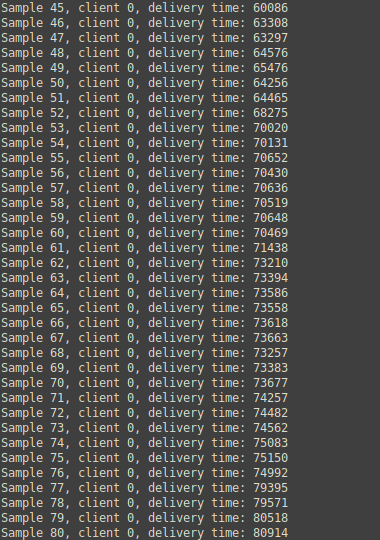 Sample 45, client 0, delivery time: 60086
Sample 46, client 0, delivery time: 63308
Sample 47, client 0, delivery time: 63297
Sample 48, client 0, delivery time: 64576
Sample 49, client 0, delivery time: 65476
Sample 50, client 0, delivery time: 64256
Sample 51, client 0, delivery time: 64465
Sample 52, client 0, delivery time: 68275
Sample 53, client 0, delivery time: 70020
Sample 54, client 0, delivery time: 70131
Sample 55, client 0, delivery time: 70652
Sample 56, client 0, delivery time: 70430
Sample 57, client 0, delivery time: 70636
Sample 58, client 0, delivery time: 70519
Sample 59, client 0, delivery time: 70648
Sample 60, client 0, delivery time: 70469
Sample 61, client 0, delivery time: 71438
Sample 62, client 0, delivery time: 73210
Sample 63, client 0, delivery time: 73394
Sample 64, client 0, delivery time: 73586
Sample 65, client 0, delivery time: 73558
Sample 66, client 0, delivery time: 73618
Sample 67, client 0, delivery time: 73663
Sample 68, client 0, delivery time: 73257
Sample 69, client 0, delivery time: 73383
Sample 70, client 0, delivery time: 73677
Sample 71, client 0, delivery time: 74257
Sample 72, client 0, delivery time: 74482
Sample 73, client 0, delivery time: 74562
Sample 74, client 0, delivery time: 75083
Sample 75, client 0, delivery time: 75150
Sample 76, client 0, delivery time: 74992
Sample 77, client 0, delivery time: 79395
Sample 78, client 0, delivery time: 79571
Sample 79, client 0, delivery time: 80518
Sample 80, client 0, delivery time: 80914